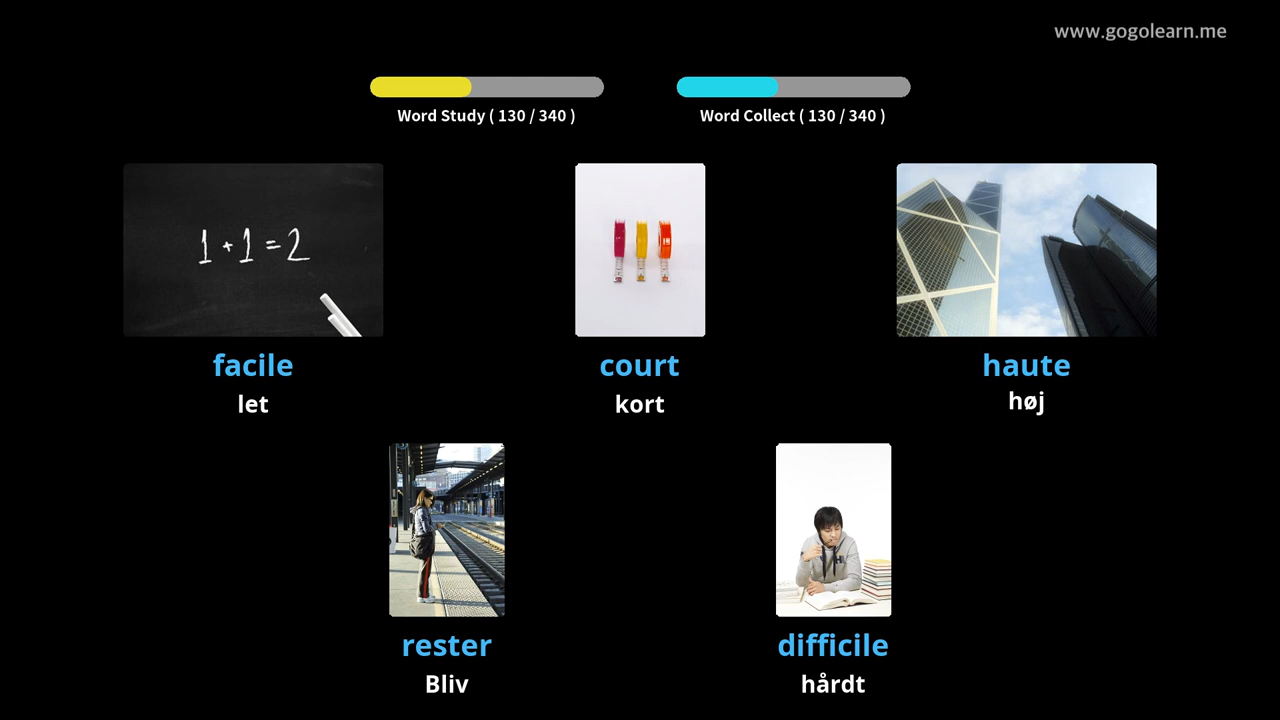 www.gogolearn.me
Word Study ( 130 / 340 )
Word Collect ( 130 / 340 )
1 + 1 = 2
facile
let
court
kort
haute
høj
rester
Bliv
difficile
hårdt